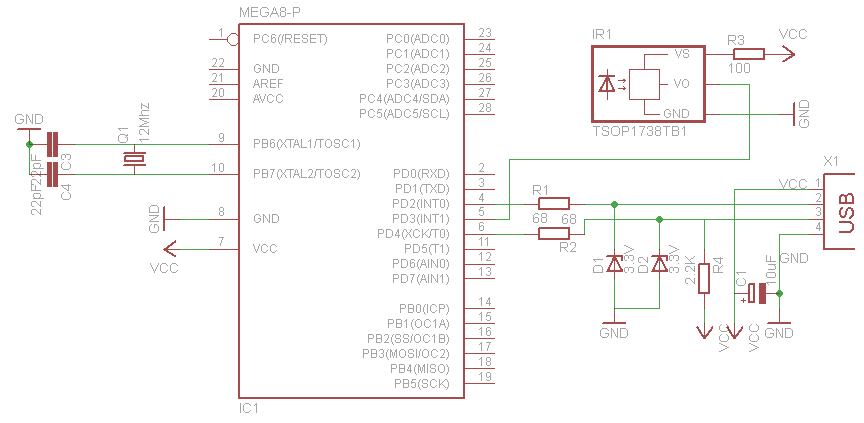 MEGA8-P
1 PC6(/RESET) PC0(ADC0) 23
PC1(ADC1) 24
22 GND PC2(ADC2) 25
21 AREF PC3(ADC3) 26
20 AVCC PC4(ADC4/SDA) 27
PC5(ADC5/SCL) 28
IR1
VS
VO
GND
TSOP1738TB1
R3
100
VCC
GND
GND
22pF
C3
22pF
C4
Q1
12Mhz
9 PB6(XTAL1/TOSC1)
10 PB7(XTAL2/TOSC2) PD0(RXD) 2
PD1(TXD) 3
PD2(INT0) 4
GND 8 GND PD3(INT1) 5
PD4(XCK/T0) 6
VCC 7 VCC PD5(T1) 11
PD6(AIN0) 12
PD7(AIN1) 13
PB0(ICP) 14
PB1(OC1A) 15
PB2(SS/OC1B) 16
PB3(MOSI/OC2) 17
PB4(MISO) 18
PB5(SCK) 19
IC1
R1
68
68
R2
X1
VCC 1
2
3
4
USB
GND
D1
3.3V
D2
3.3V
2.2K
R4
C1
10uF
+
GND
VCC
VCC
GND